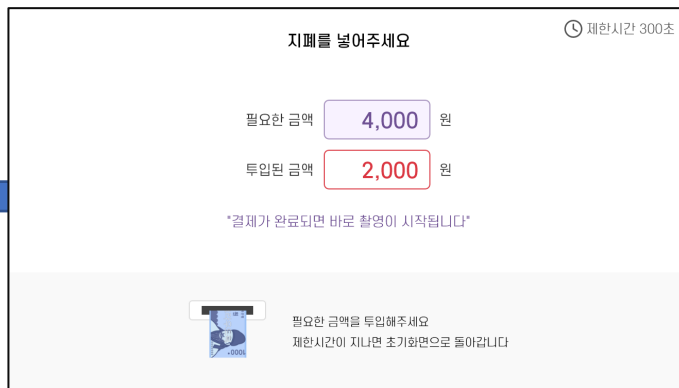 제한시간 300초
지폐를 넣어주세요
필요한 금액 4,000 원
투입된 금액 2,000 원
"결제가 완료되면 바로 촬영이 시작됩니다"
필요한 금액을 투입해주세요
제한시간이 지나면 초기화면으로 돌아갑니다
1000